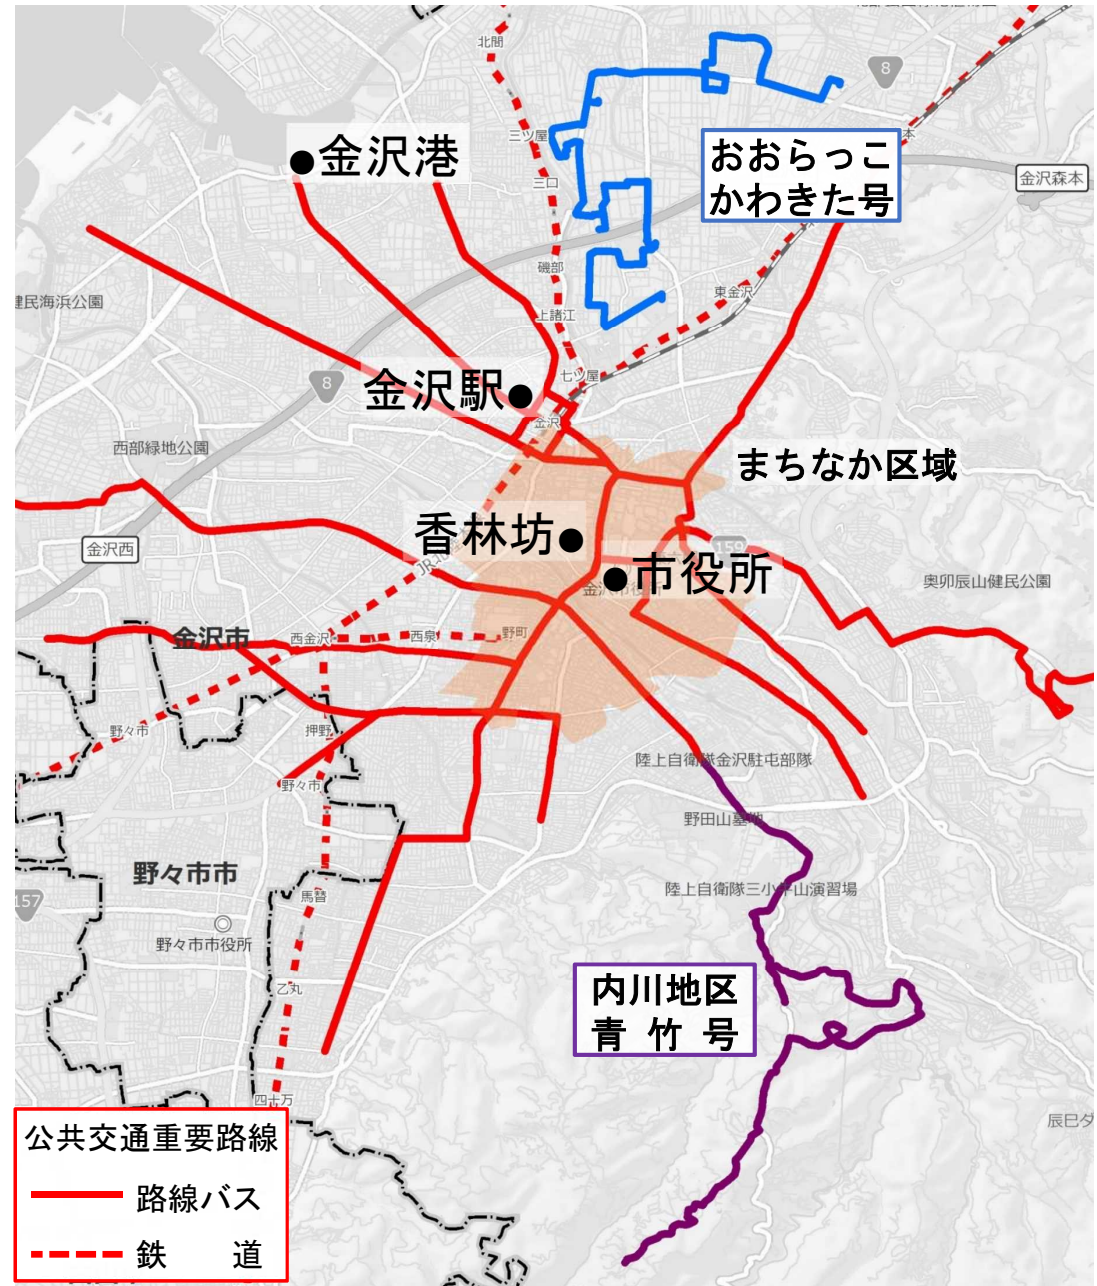 北間
8
三ツ屋
本
金沢港
おおらっこ
かわきた号
金沢森本
三口
磯部
東金沢
健民海浜公園
上諸江
8
七ツ屋
金沢駅
金沢
西部緑地公園
まちなか区域
香林坊
金沢西
159
市役所
奥卯辰山健民公園
金沢市
西金沢
西泉
野町
野々市
押野
陸上自衛隊金沢駐屯部隊
野々市
野田山墓地
野々市市
陸上自衛隊三小牛山演習場
157
馬替
野々市市役所
乙丸
内川地区
青竹号
四十万
辰巳ダ
公共交通重要路線
路線バス
鉄 道